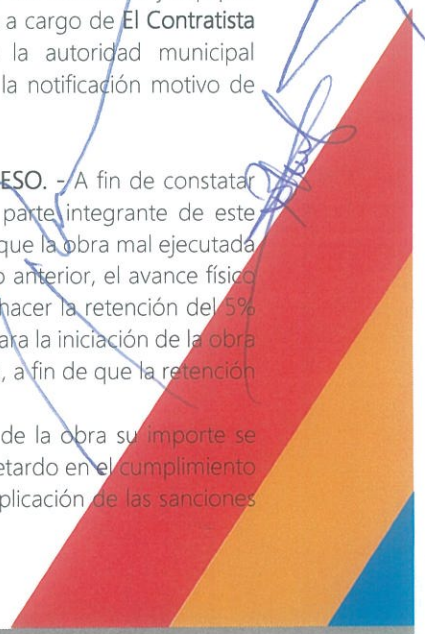 a cargo de El Contratista
la autoridad municipal
la notificación motivo de
ESO. - A fin de constatar
parte integrante de este
que la obra mal ejecutada
o anterior, el avance físico
hacer la retención del 5%
ara la iniciación de la obra
, a fin de que la retención
de la obra su importe se
etardo en el cumplimiento
plicación de las sanciones